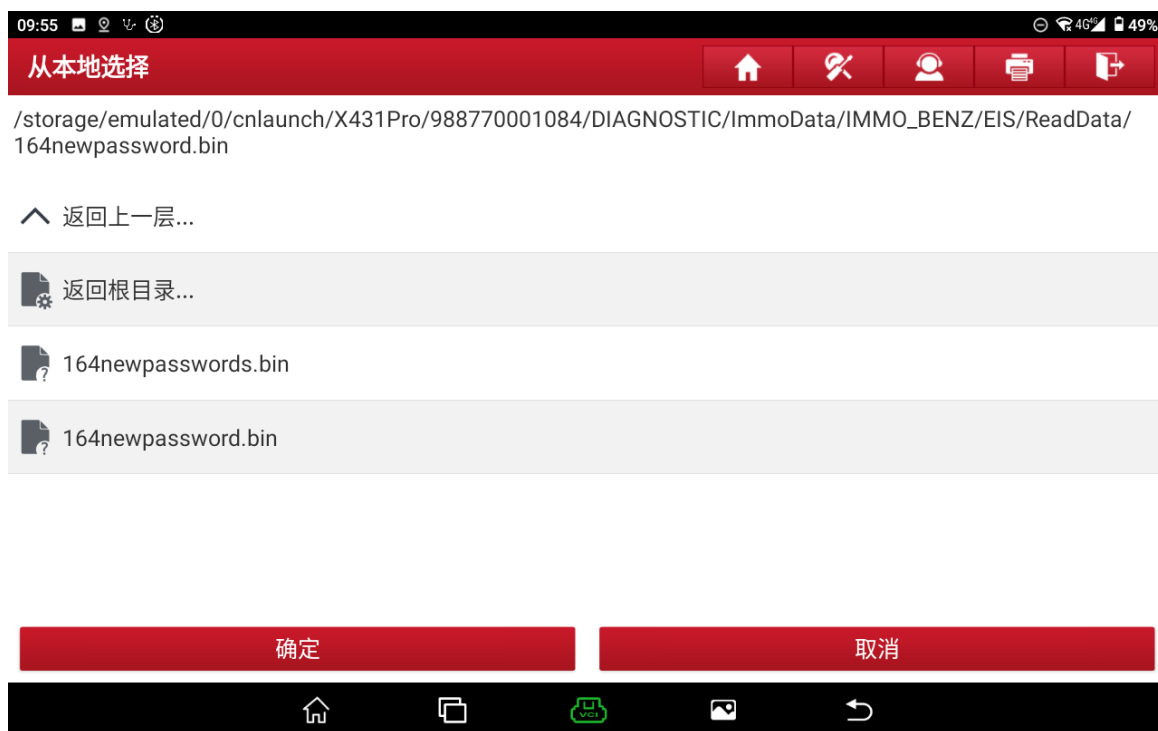 09:55 4G 4G 49%
从本地选择
/storage/emulated/0/cnlaunch/X431Pro/988770001084/DIAGNOSTIC/ImmoData/IMMO_BENZ/EIS/ReadData/
164newpassword.bin
返回上一层...
返回根目录...
164newpasswords.bin
164newpassword.bin
确定 取消
VCI